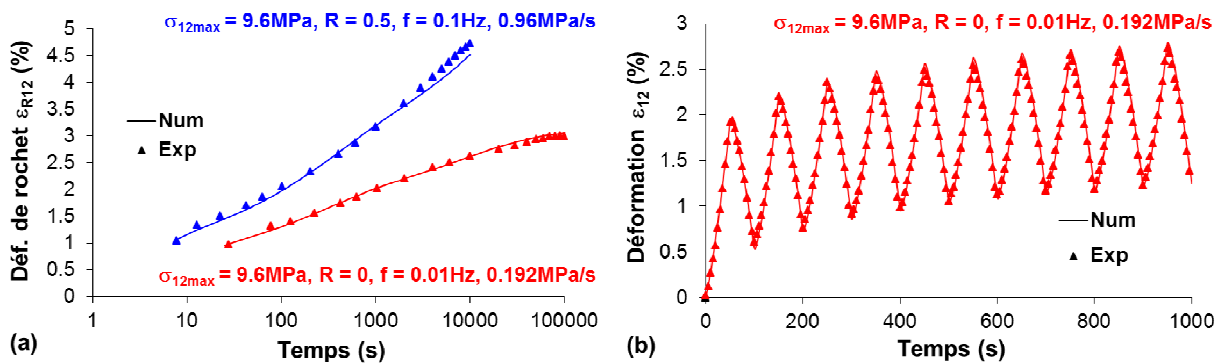 σ12max = 9.6MPa, R = 0.5, f = 0.1Hz, 0.96MPa/s
Déf. de rochet εR12 (%)
5
4.5
4
3.5
3
2.5
2
1.5
1
0.5
0
Num
Exp
σ12max = 9.6MPa, R = 0, f = 0.01Hz, 0.192MPa/s
1
10
100
1000
10000
100000
(a)
Temps (s)
σ12max = 9.6MPa, R = 0, f = 0.01Hz, 0.192MPa/s
Déformation ε12 (%)
3
2.5
2
1.5
1
0.5
0
Num
Exp
0
200
400
600
800
1000
(b)
Temps (s)